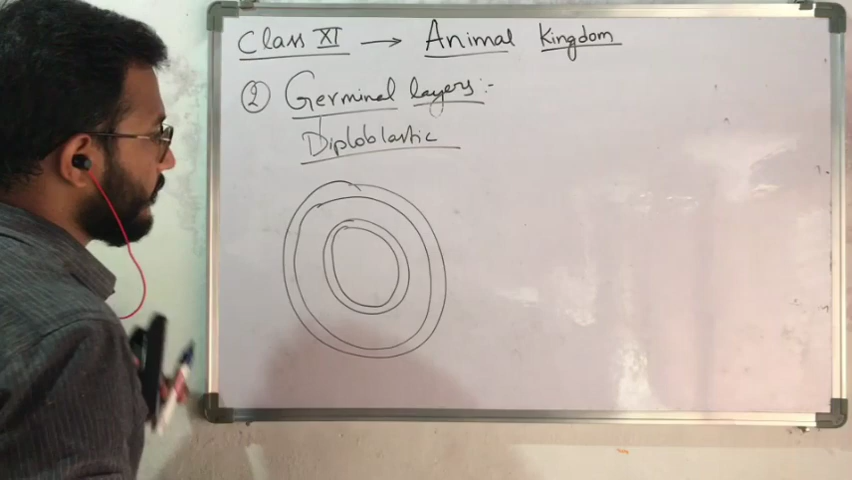 Class XI → Animal Kingdom
② Germinal layers :-
Diploblastic